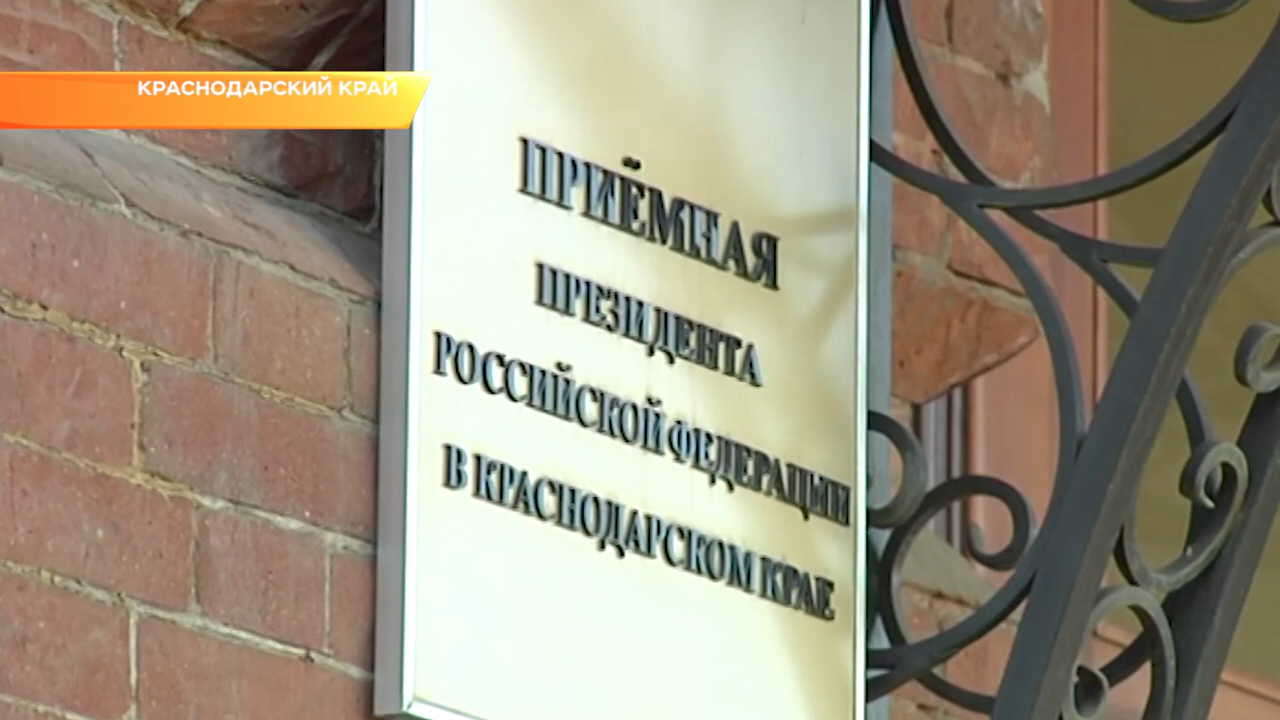 КРАСНОДАРСКИЙ КРАЙ
ПРИЁМНАЯ
ПРЕЗИДЕНТА
РОССИЙСКОЙ ФЕДЕРАЦИИ
В КРАСНОДАРСКОМ КРАЕ